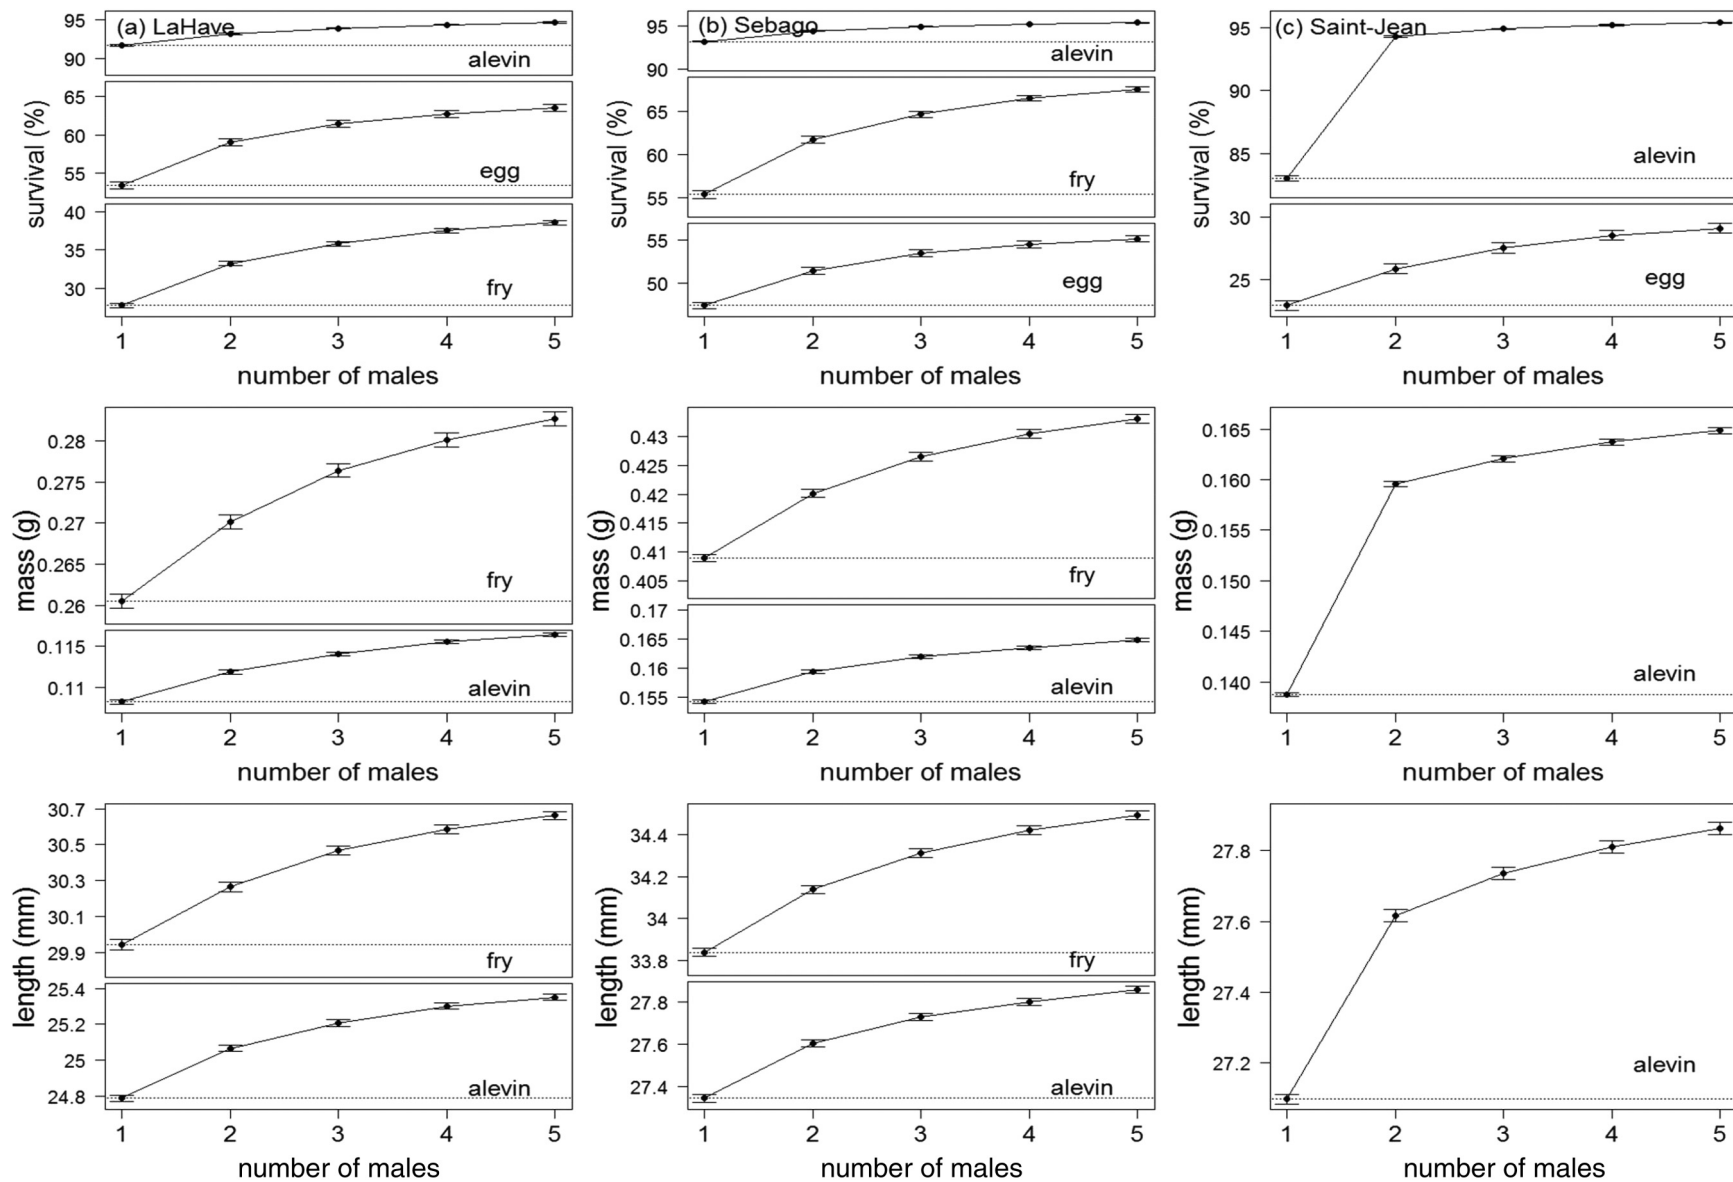 (a) LaHave
95
90
alevin
65
60
55
egg
40
35
30
fry
survival (%)
1 2 3 4 5
number of males
(b) Sebago
95
90
alevin
65
60
55
fry
55
50
egg
survival (%)
1 2 3 4 5
number of males
(c) Saint-Jean
95
90
85
alevin
30
25
egg
survival (%)
1 2 3 4 5
number of males
0.28
0.275
0.27
0.265
0.26
fry
0.115
0.11
alevin
mass (g)
1 2 3 4 5
number of males
0.43
0.425
0.42
0.415
0.41
0.405
fry
0.17
0.165
0.16
0.155
alevin
mass (g)
1 2 3 4 5
number of males
0.165
0.160
0.155
0.150
0.145
0.140
alevin
mass (g)
1 2 3 4 5
number of males
30.7
30.5
30.3
30.1
29.9
fry
25.4
25.2
25
24.8
alevin
length (mm)
1 2 3 4 5
number of males
34.4
34.2
34
33.8
fry
27.8
27.6
27.4
alevin
length (mm)
1 2 3 4 5
number of males
27.8
27.6
27.4
27.2
alevin
length (mm)
1 2 3 4 5
number of males